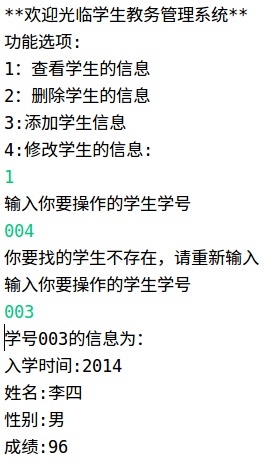 **欢迎光临学生教务管理系统**
功能选项:
1：查看学生的信息
2：删除学生的信息
3:添加学生信息
4:修改学生的信息:
1
输入你要操作的学生学号
004
你要找的学生不存在，请重新输入
输入你要操作的学生学号
003
学号003的信息为:
入学时间:2014
姓名:李四
性别:男
成绩:96